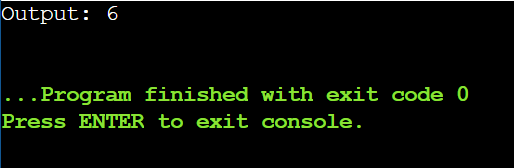 Output: 6
...Program finished with exit code 0
Press ENTER to exit console.